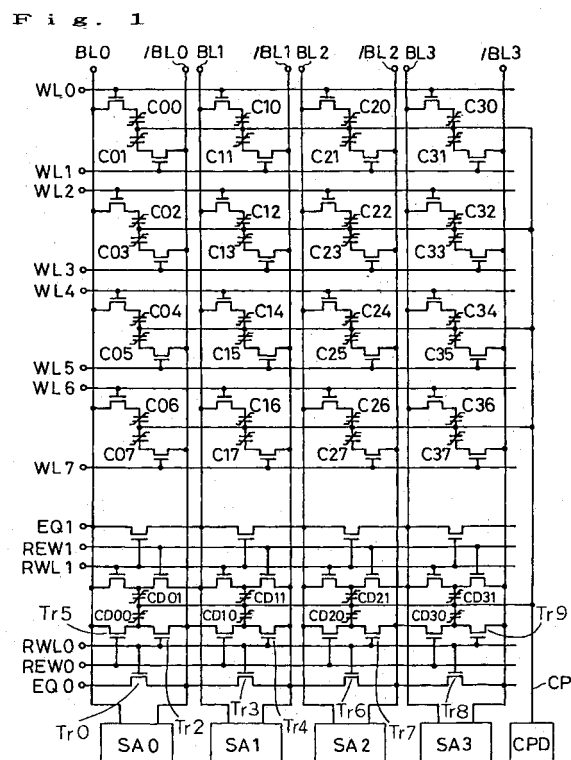 Fig. 1
BL0 /BL0 BL1 /BL1 BL2 /BL2 BL3 /BL3
WL0
C00 C10 C20 C30
C01 C11 C21 C31
WL1
WL2
C02 C12 C22 C32
C03 C13 C23 C33
WL3
WL4
C04 C14 C24 C34
C05 C15 C25 C35
WL5
WL6
C06 C16 C26 C36
C07 C17 C27 C37
WL7
EQ1
REW1
RWL1
CD01 CD11 CD21 CD31
Tr5 CD00 CD10 CD20 CD30 Tr9
RWL0
REW0
EQ0 CP
Tr0 Tr2 Tr3 Tr4 Tr6 Tr7 Tr8
SA0 SA1 SA2 SA3 CPD